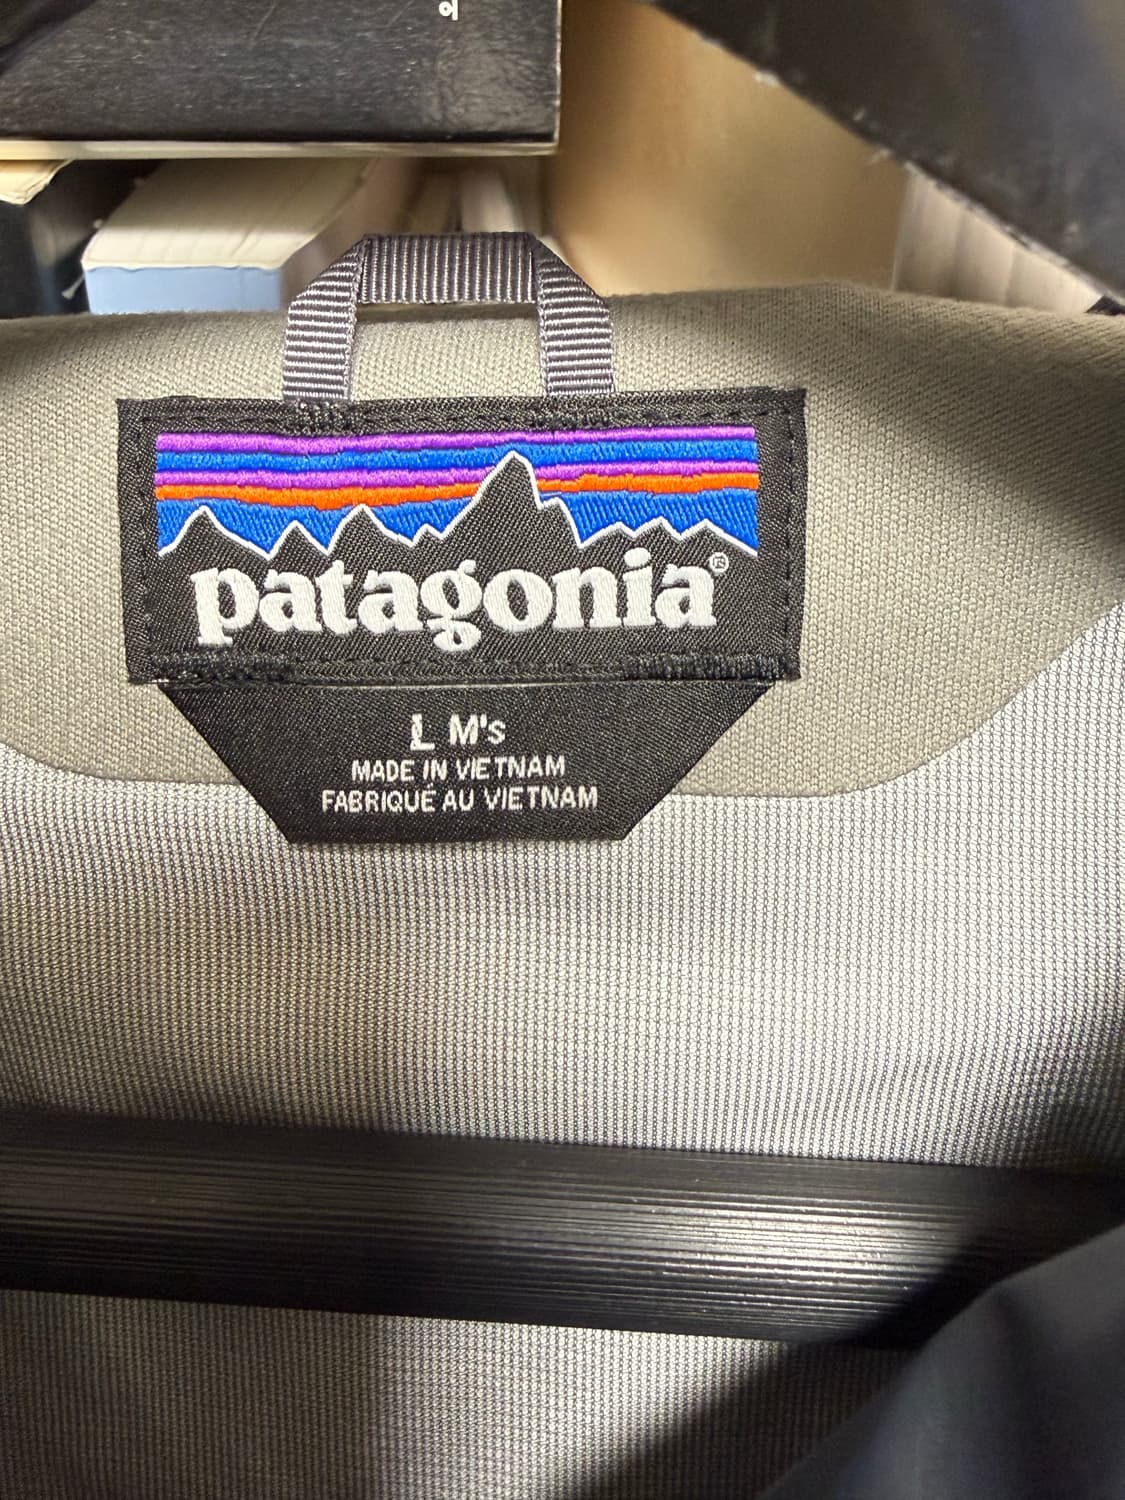 patagonia®
L M's
MADE IN VIETNAM
FABRIQUÉ AU VIETNAM